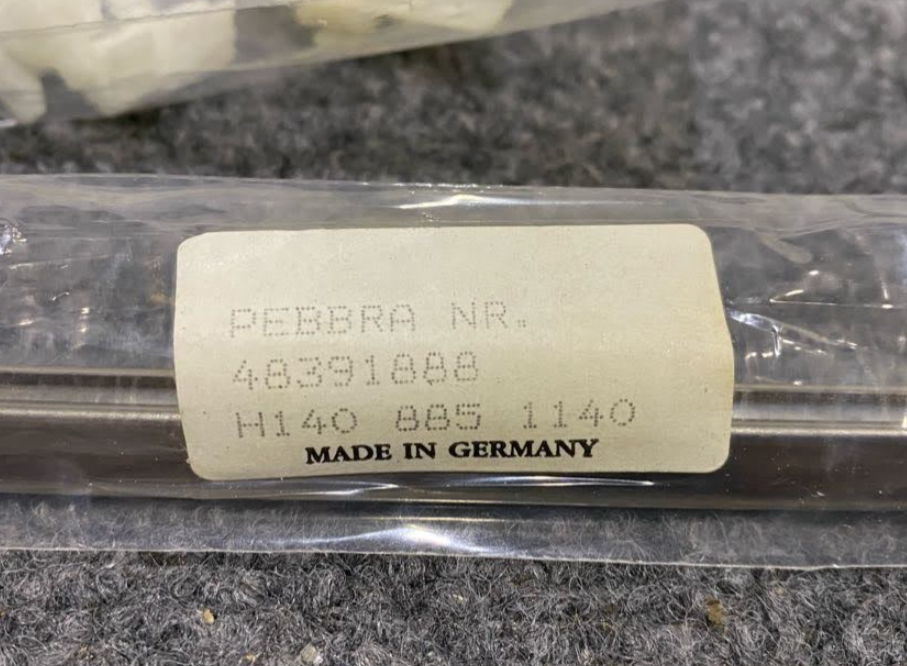 PEBBRA NR.
48391888
H140 885 1140
MADE IN GERMANY